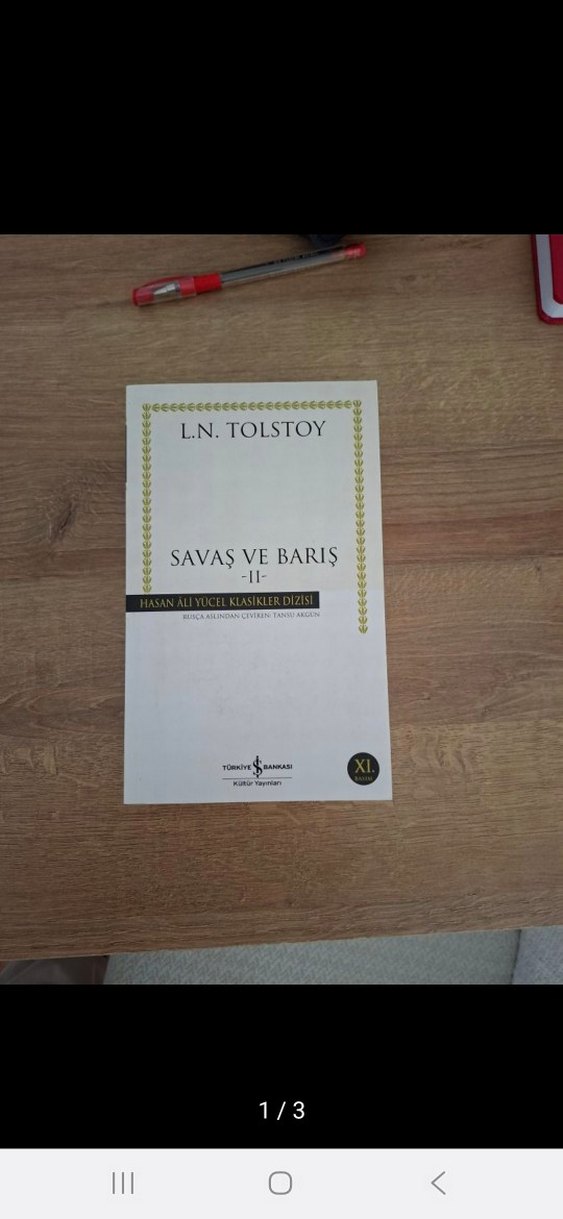 L.N. TOLSTOY
SAVAŞ VE BARIŞ
-II-
HASAN ÂLİ YÜCEL KLASİKLER DİZİSİ
RUSÇA ASLINDAN ÇEVİREN: TANSU AKGÜN
TÜRKİYE İŞ BANKASI
Kültür Yayınları
XI.
BASIM
1 / 3